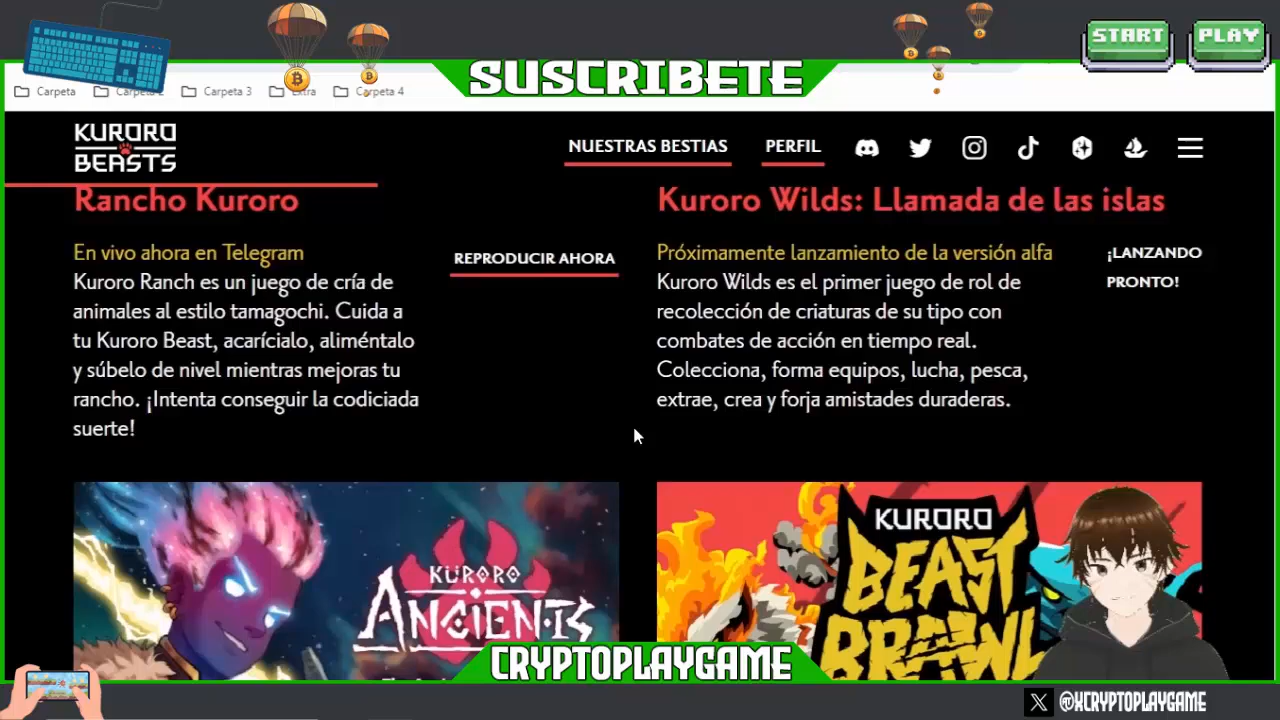 START
PLAY
SUSCRIBETE
Carpeta
Carpeta 3
Extra
Carpeta 4
KURORO
BEASTS
NUESTRAS BESTIAS
PERFIL
Rancho Kuroro
En vivo ahora en Telegram
Kuroro Ranch es un juego de cría de
animales al estilo tamagochi. Cuida a
tu Kuroro Beast, acarícialo, aliméntalo
y súbelo de nivel mientras mejoras tu
rancho. ¡Intenta conseguir la codiciada
suerte!
REPRODUCIR AHORA
Kuroro Wilds: Llamada de las islas
Próximamente lanzamiento de la versión alfa
Kuroro Wilds es el primer juego de rol de
recolección de criaturas de su tipo con
combates de acción en tiempo real.
Colecciona, forma equipos, lucha, pesca,
extrae, crea y forja amistades duraderas.
¡LANZANDO
PRONTO!
KURORO
ANCIENTS
KURORO
BEAST
BRAWL
CRYPTOPLAYGAME
@XCRYPTOPLAYGAME